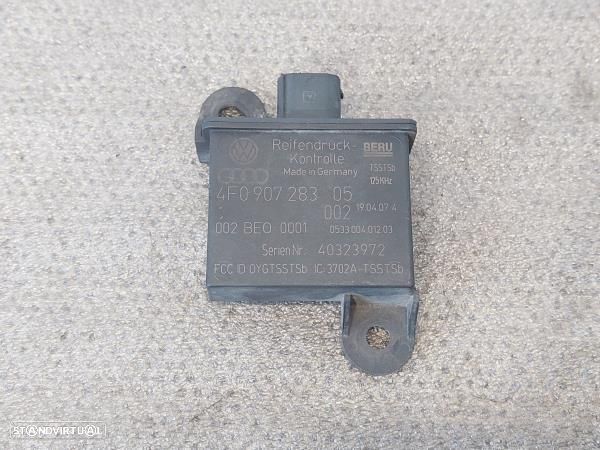 Reifendruck-
Kontrolle
Made in Germany
BERU
TSSTSb
125KHz
4F0 907 283 05
002 19.04.07 4
002 BE0 0001 0533 004.012.03
Serien Nr. 40323972
FCC ID OYGTSSTSb IC-3702A-TSSTSb
STANDVIRTUAL